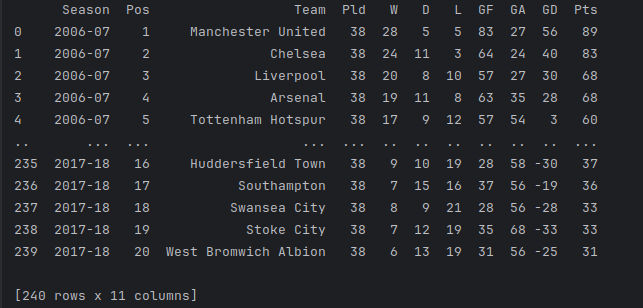 Season Pos Team Pld W D L GF GA GD Pts
0 2006-07 1 Manchester United 38 28 5 5 83 27 56 89
1 2006-07 2 Chelsea 38 24 11 3 64 24 40 83
2 2006-07 3 Liverpool 38 20 8 10 57 27 30 68
3 2006-07 4 Arsenal 38 19 11 8 63 35 28 68
4 2006-07 5 Tottenham Hotspur 38 17 9 12 57 54 3 60
.. ... ... ... ... .. .. .. .. .. ... ...
235 2017-18 16 Huddersfield Town 38 9 10 19 28 58 -30 37
236 2017-18 17 Southampton 38 7 15 16 37 56 -19 36
237 2017-18 18 Swansea City 38 8 9 21 28 56 -28 33
238 2017-18 19 Stoke City 38 7 12 19 35 68 -33 33
239 2017-18 20 West Bromwich Albion 38 6 13 19 31 56 -25 31
[240 rows x 11 columns]